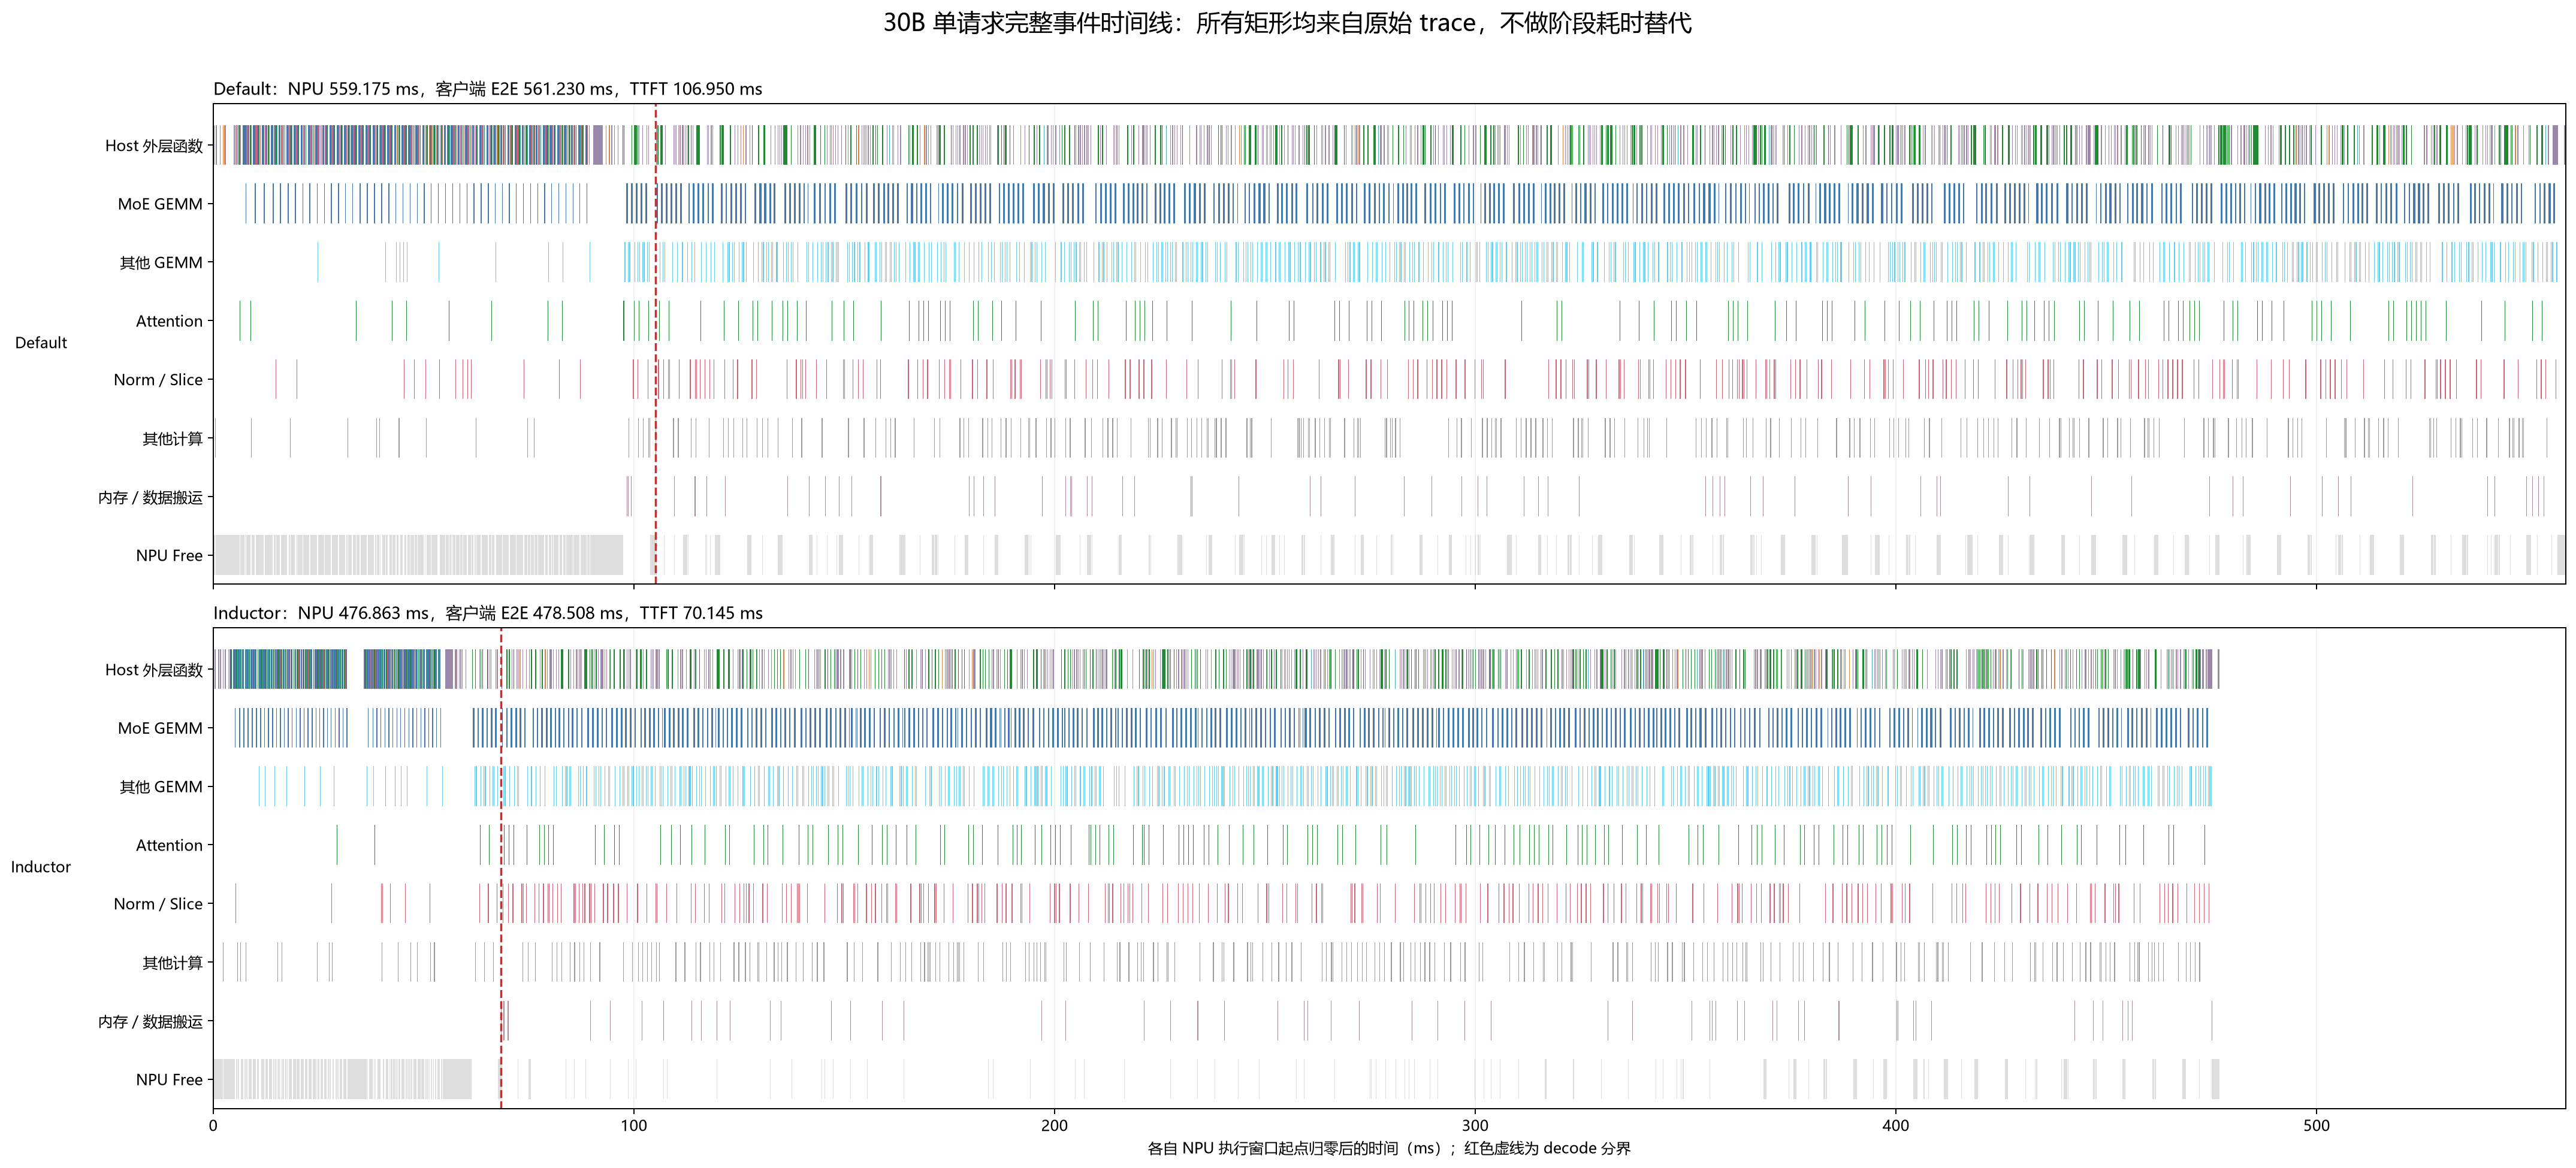 30B 单请求完整事件时间线：所有矩形均来自原始 trace，不做阶段耗时替代
Default：NPU 559.175 ms，客户端 E2E 561.230 ms，TTFT 106.950 ms
Default
Host 外层函数
MoE GEMM
其他 GEMM
Attention
Norm / Slice
其他计算
内存 / 数据搬运
NPU Free
Inductor：NPU 476.863 ms，客户端 E2E 478.508 ms，TTFT 70.145 ms
Inductor
Host 外层函数
MoE GEMM
其他 GEMM
Attention
Norm / Slice
其他计算
内存 / 数据搬运
NPU Free
0 100 200 300 400 500
各自 NPU 执行窗口起点归零后的时间（ms）；红色虚线为 decode 分界